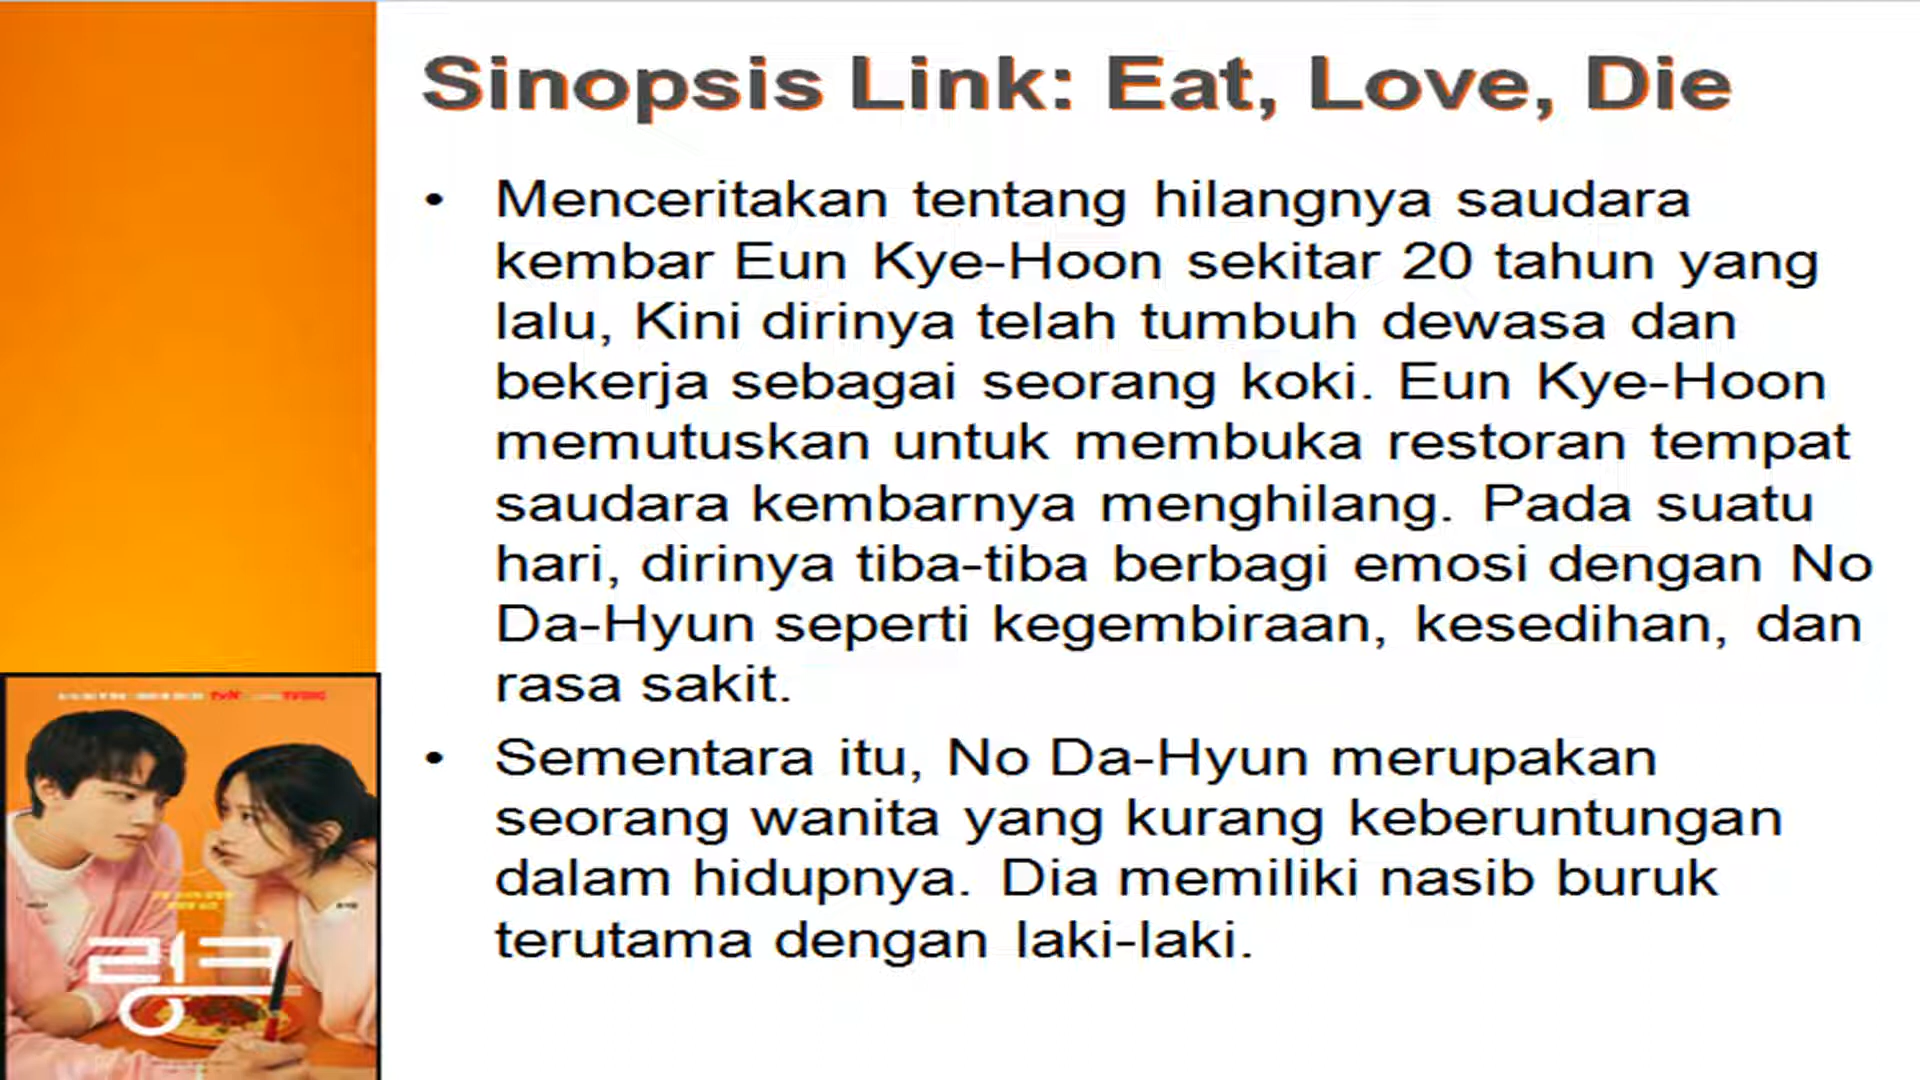 Sinopsis Link: Eat, Love, Die
• Menceritakan tentang hilangnya saudara
kembar Eun Kye-Hoon sekitar 20 tahun yang
lalu, Kini dirinya telah tumbuh dewasa dan
bekerja sebagai seorang koki. Eun Kye-Hoon
memutuskan untuk membuka restoran tempat
saudara kembarnya menghilang. Pada suatu
hari, dirinya tiba-tiba berbagi emosi dengan No
Da-Hyun seperti kegembiraan, kesedihan, dan
rasa sakit.
• Sementara itu, No Da-Hyun merupakan
seorang wanita yang kurang keberuntungan
dalam hidupnya. Dia memiliki nasib buruk
terutama dengan laki-laki.
tvN TVING
링크